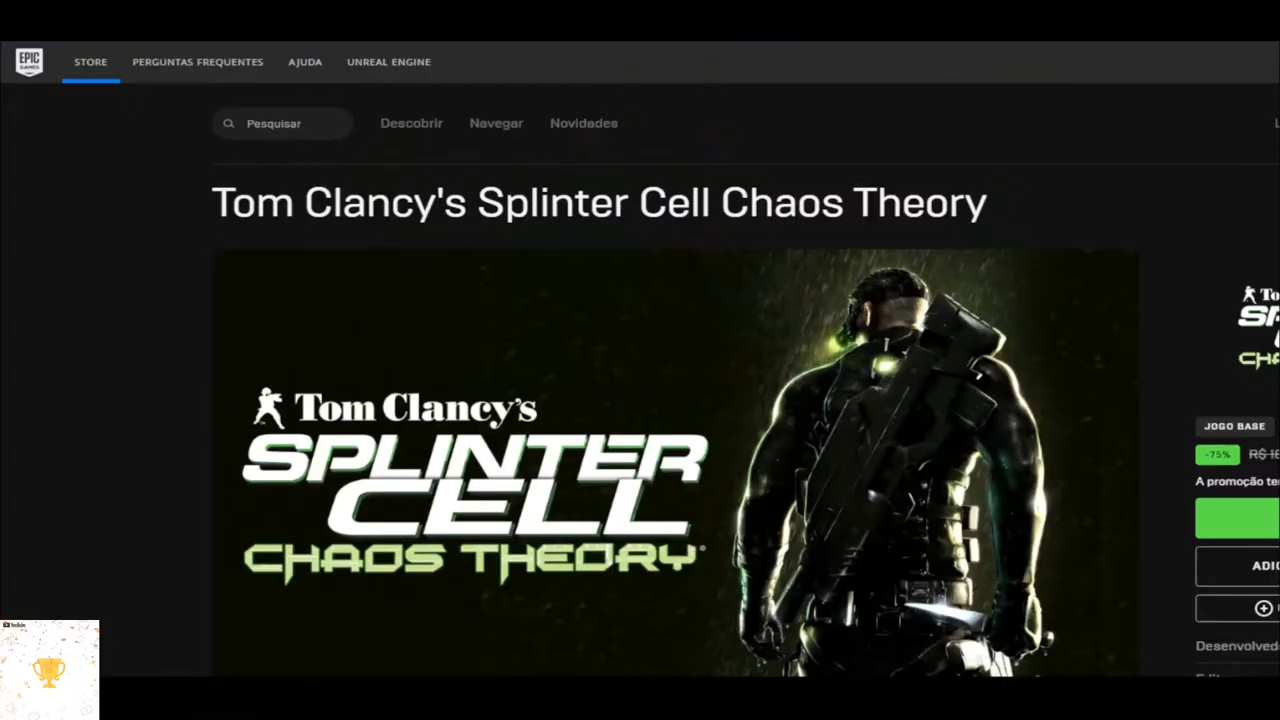 EPIC
GAMES
STORE
PERGUNTAS FREQUENTES
AJUDA
UNREAL ENGINE
Pesquisar
Descobrir
Navegar
Novidades
Tom Clancy's Splinter Cell Chaos Theory
Tom Clancy's
SPLINTER
CELL
CHAOS THEORY
JOGO BASE
-75%
A promoção
YouTube